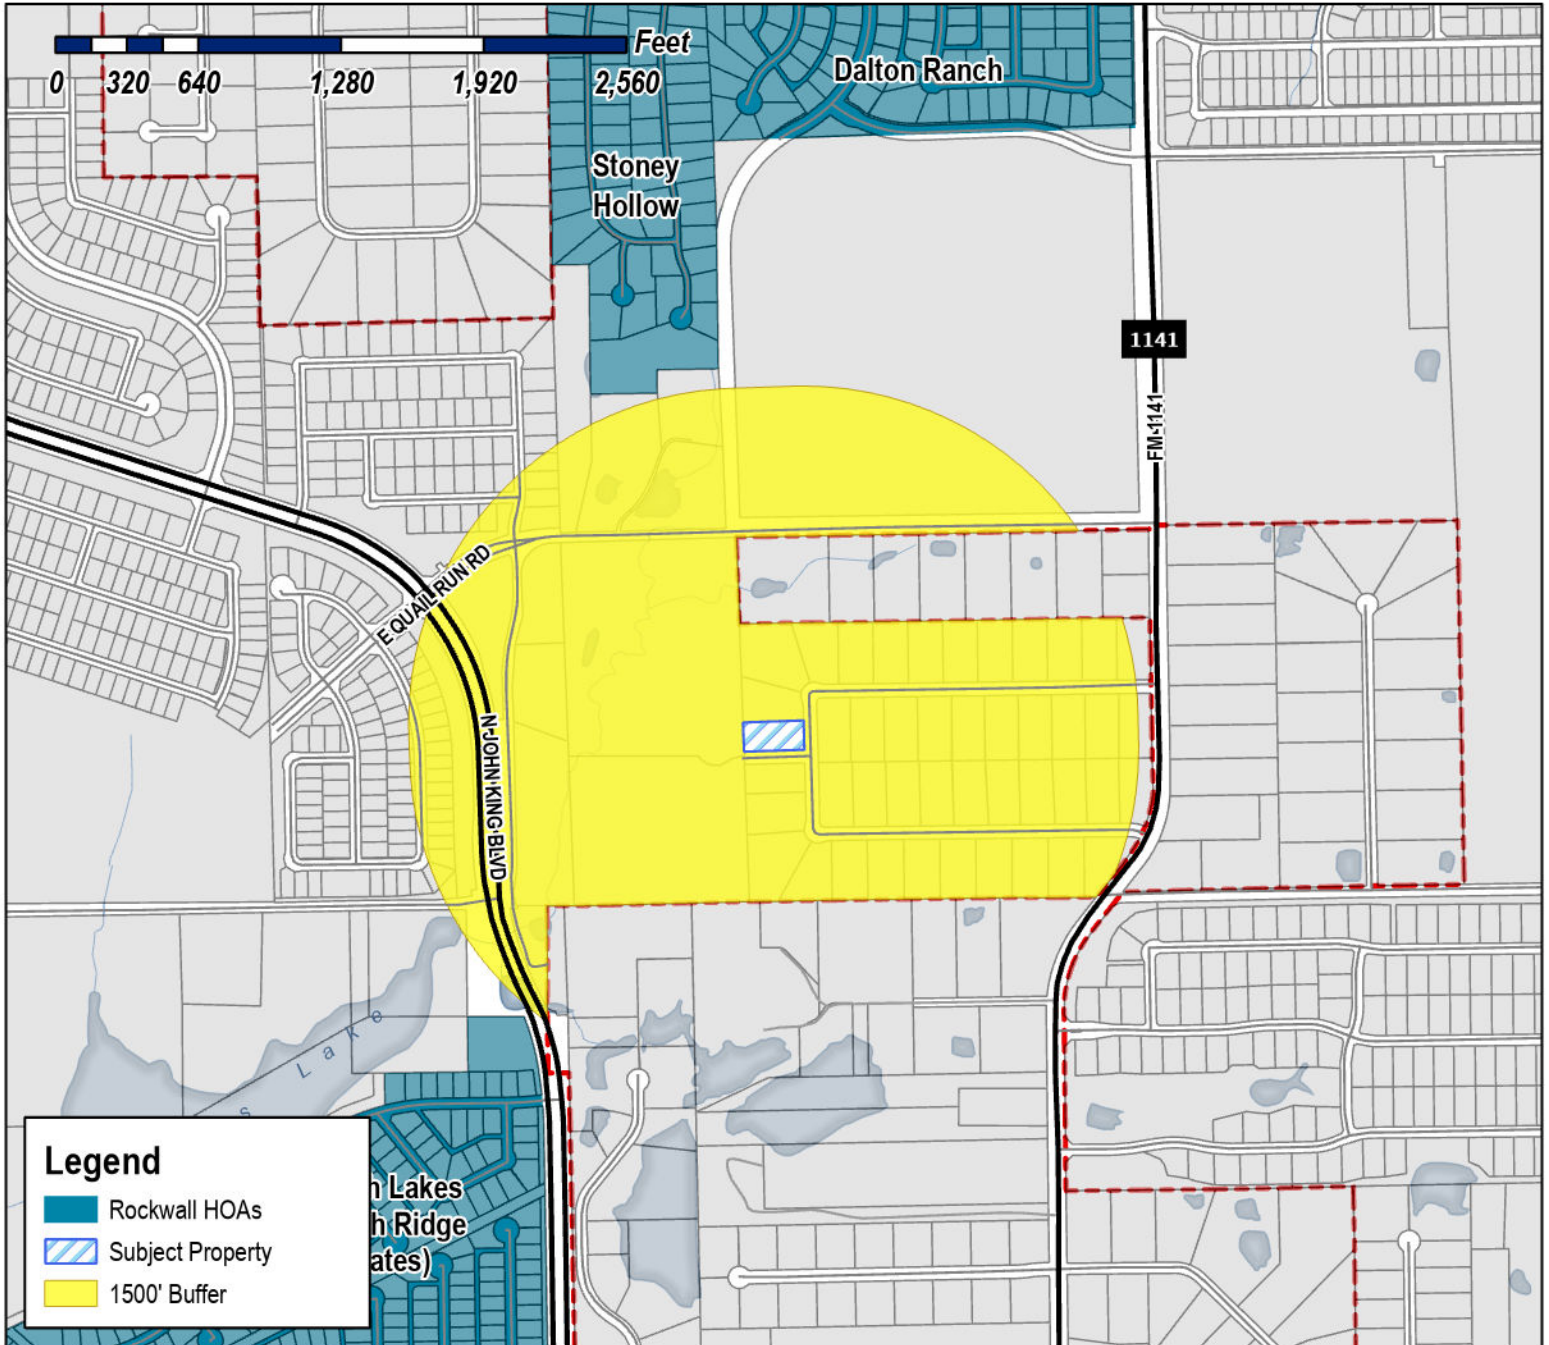 Feet
0 320 640 1,280 1,920 2,560
Dalton Ranch
Stoney
Hollow
1141
FM-1141
E QUAIL RUN RD
N JOHN KING BLVD
Lake
s
Legend
Rockwall HOAs
Subject Property
1500' Buffer
n Lakes
h Ridge
ates)